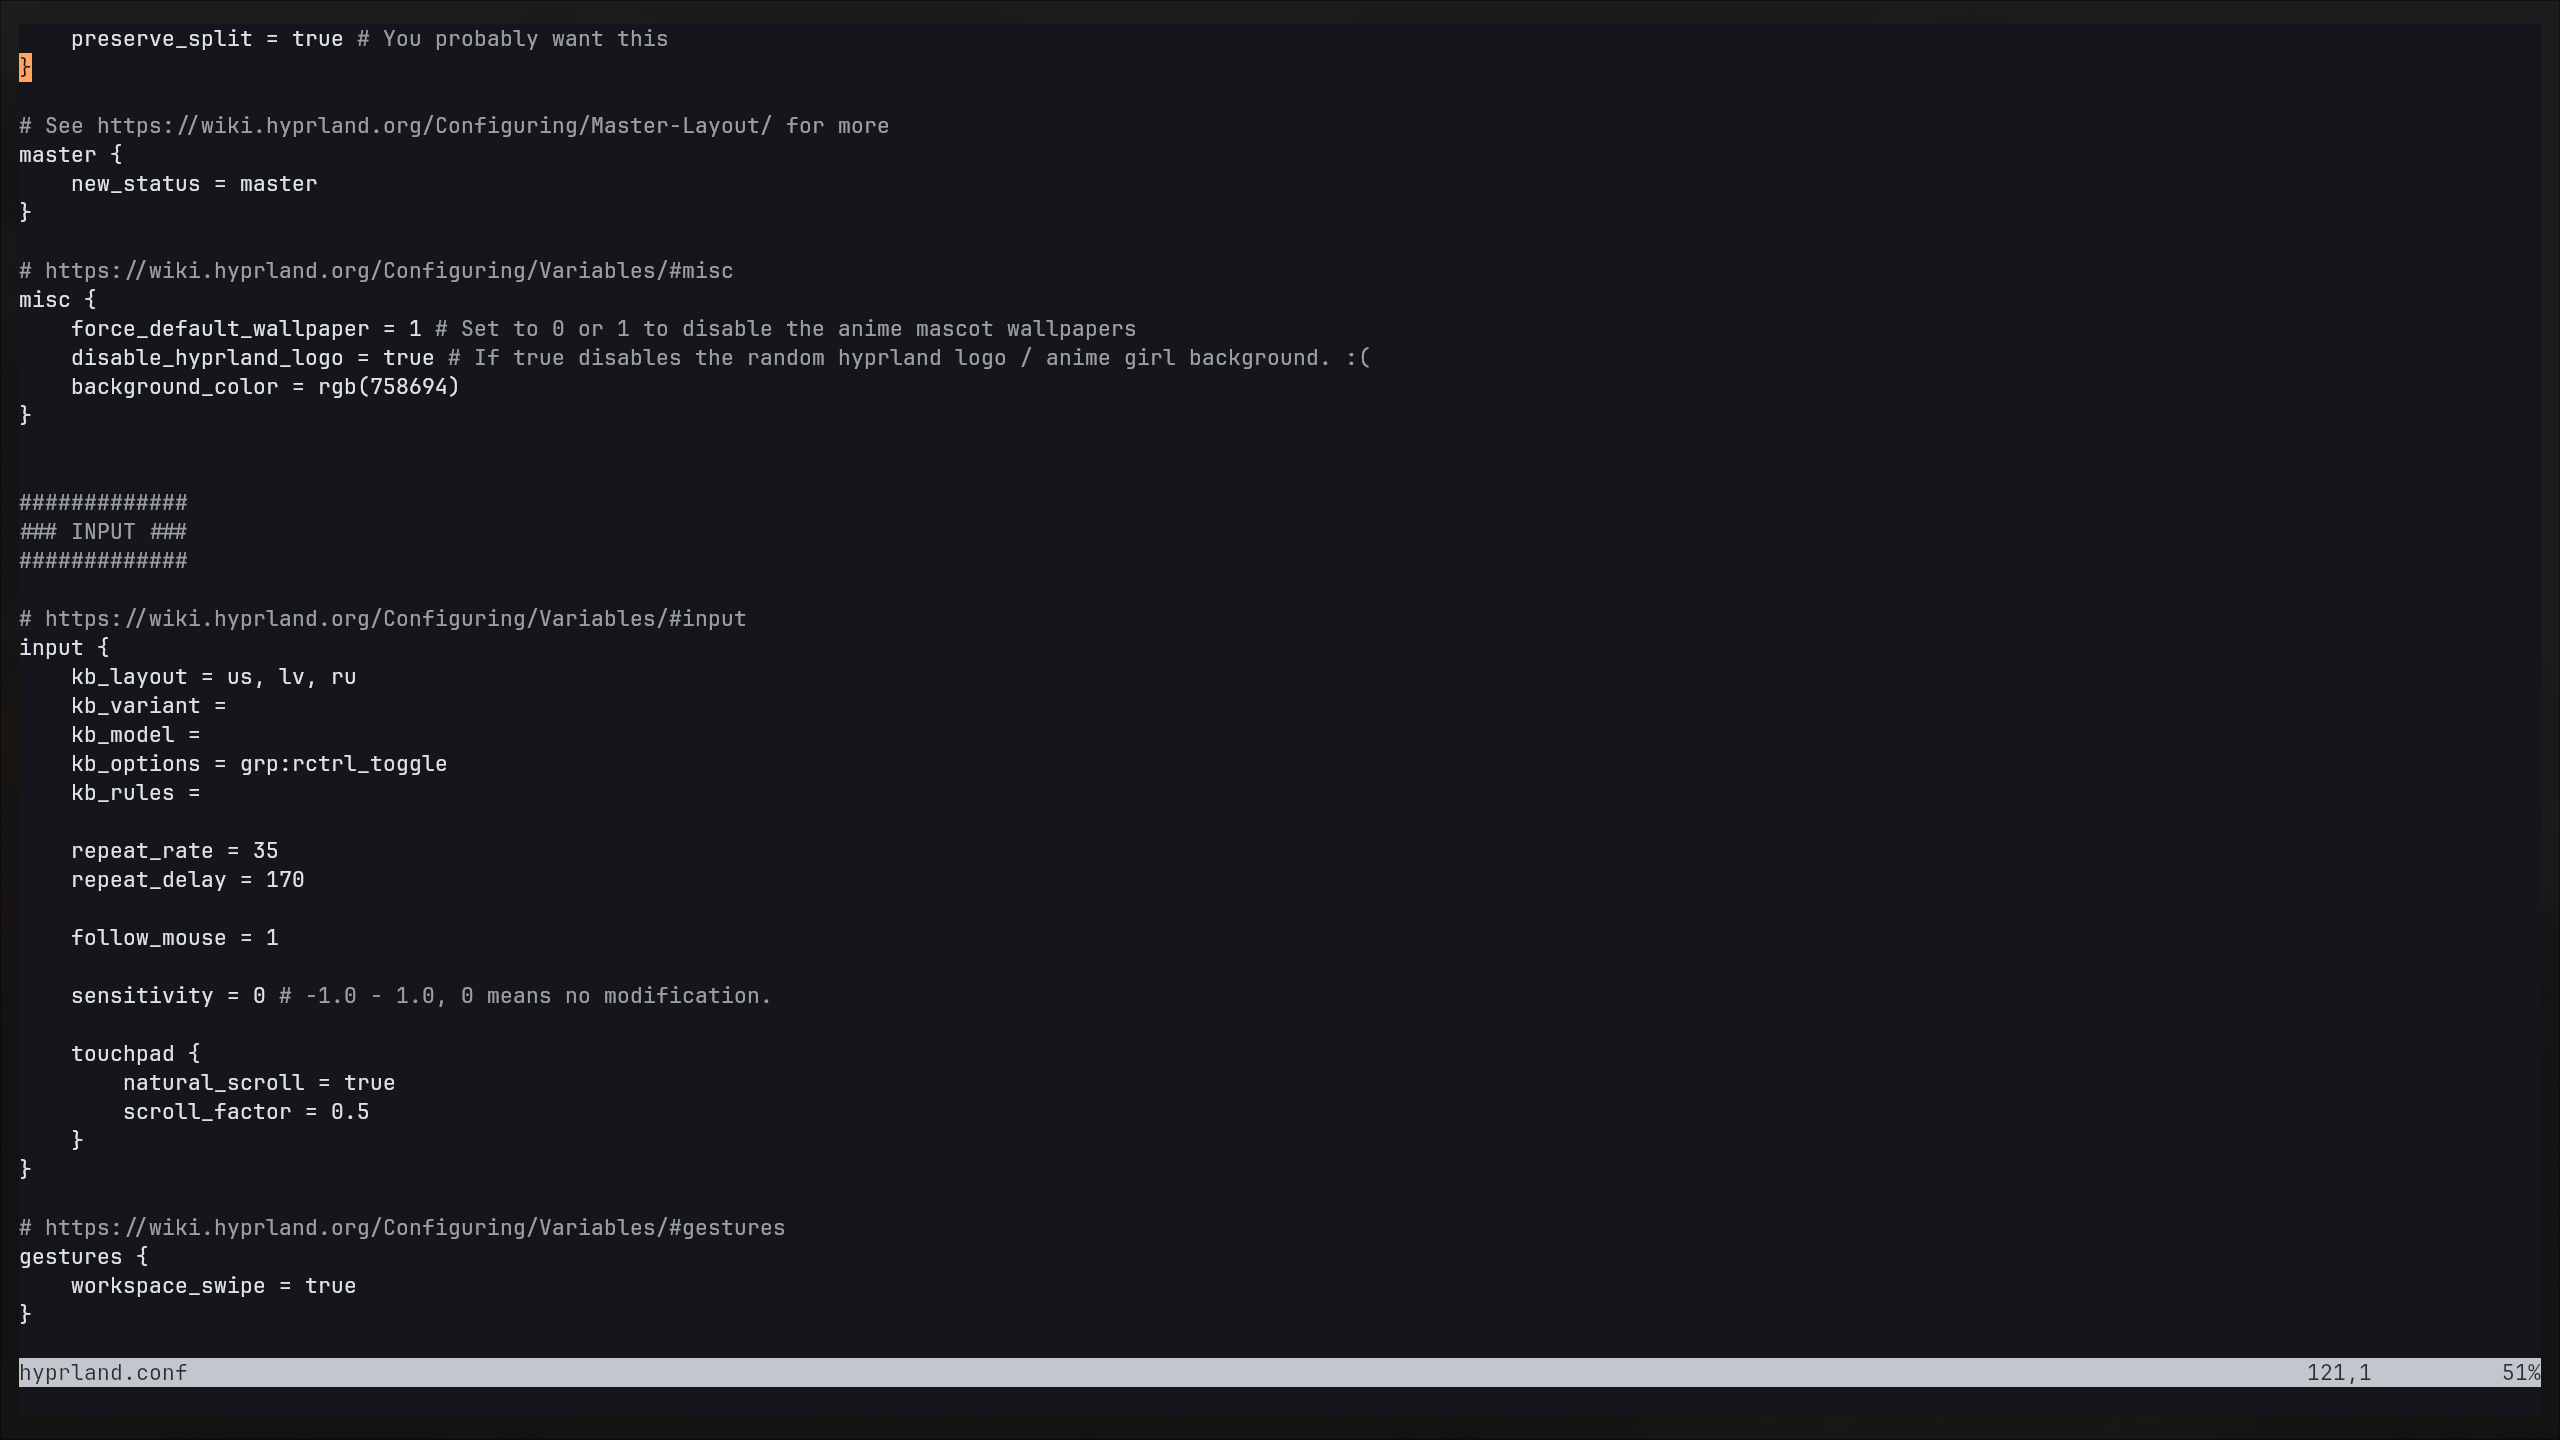 preserve_split = true # You probably want this
}

# See https://wiki.hyprland.org/Configuring/Master-Layout/ for more
master {
    new_status = master
}

# https://wiki.hyprland.org/Configuring/Variables/#misc
misc {
    force_default_wallpaper = 1 # Set to 0 or 1 to disable the anime mascot wallpapers
    disable_hyprland_logo = true # If true disables the random hyprland logo / anime girl background. :(
    background_color = rgb(758694)
}


#############
### INPUT ###
#############

# https://wiki.hyprland.org/Configuring/Variables/#input
input {
    kb_layout = us, lv, ru
    kb_variant =
    kb_model =
    kb_options = grp:rctrl_toggle
    kb_rules =

    repeat_rate = 35
    repeat_delay = 170

    follow_mouse = 1

    sensitivity = 0 # -1.0 - 1.0, 0 means no modification.

    touchpad {
        natural_scroll = true
        scroll_factor = 0.5
    }
}

# https://wiki.hyprland.org/Configuring/Variables/#gestures
gestures {
    workspace_swipe = true
}

hyprland.conf 121,1 51%